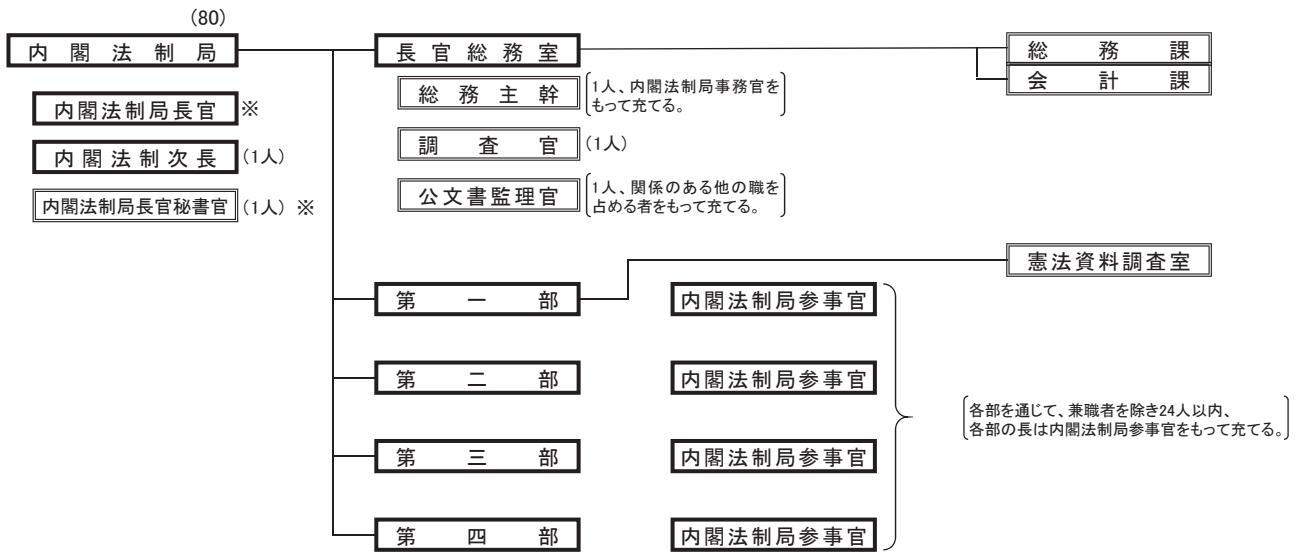 (80)
内閣法制局
長官総務室
総務課
会計課
内閣法制局長官 ※
総務主幹 1人、内閣法制局事務官を
もって充てる。
内閣法制次長 (1人)
調査官 (1人)
内閣法制局長官秘書官 (1人) ※
公文書監理官 1人、関係のある他の職を
占める者をもって充てる。
憲法資料調査室
第一部 内閣法制局参事官
第二部 内閣法制局参事官
各部を通じて、兼職者を除き24人以内、
各部の長は内閣法制局参事官をもって充てる。
第三部 内閣法制局参事官
第四部 内閣法制局参事官